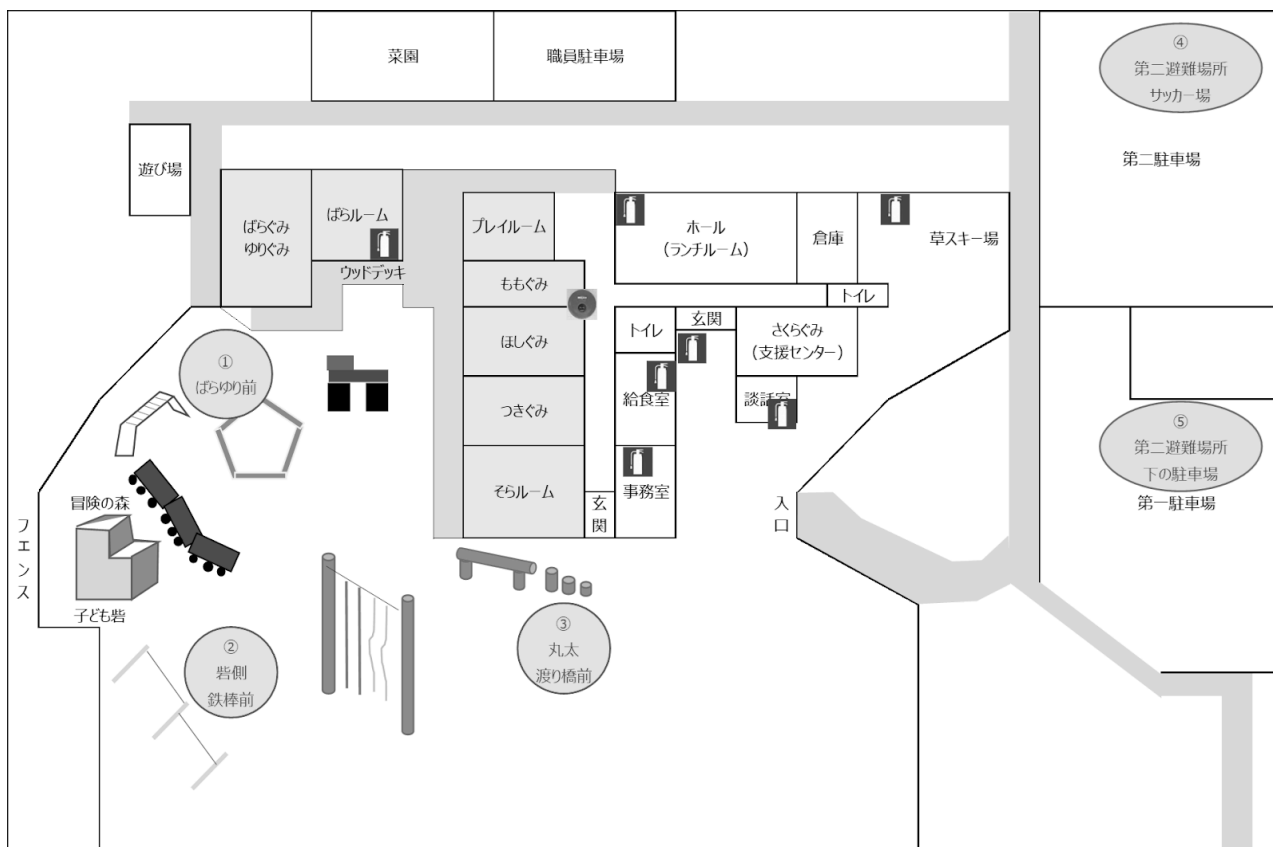 菜園
職員駐車場
④
第二避難場所
サッカー場
第二駐車場
遊び場
ばらぐみ
ゆりぐみ
ばらルーム
ウッドデッキ
プレイルーム
ホール
(ランチルーム)
倉庫
草スキー場
ももぐみ
トイレ
ほしぐみ
トイレ
玄関
さくらぐみ
(支援センター)
①
ばらゆり前
つきぐみ
給食室
談話室
⑤
第二避難場所
下の駐車場
第一駐車場
そらルーム
玄関
事務室
入口
冒険の森
フェンス
子ども砦
②
砦側
鉄棒前
③
丸太
渡り橋前